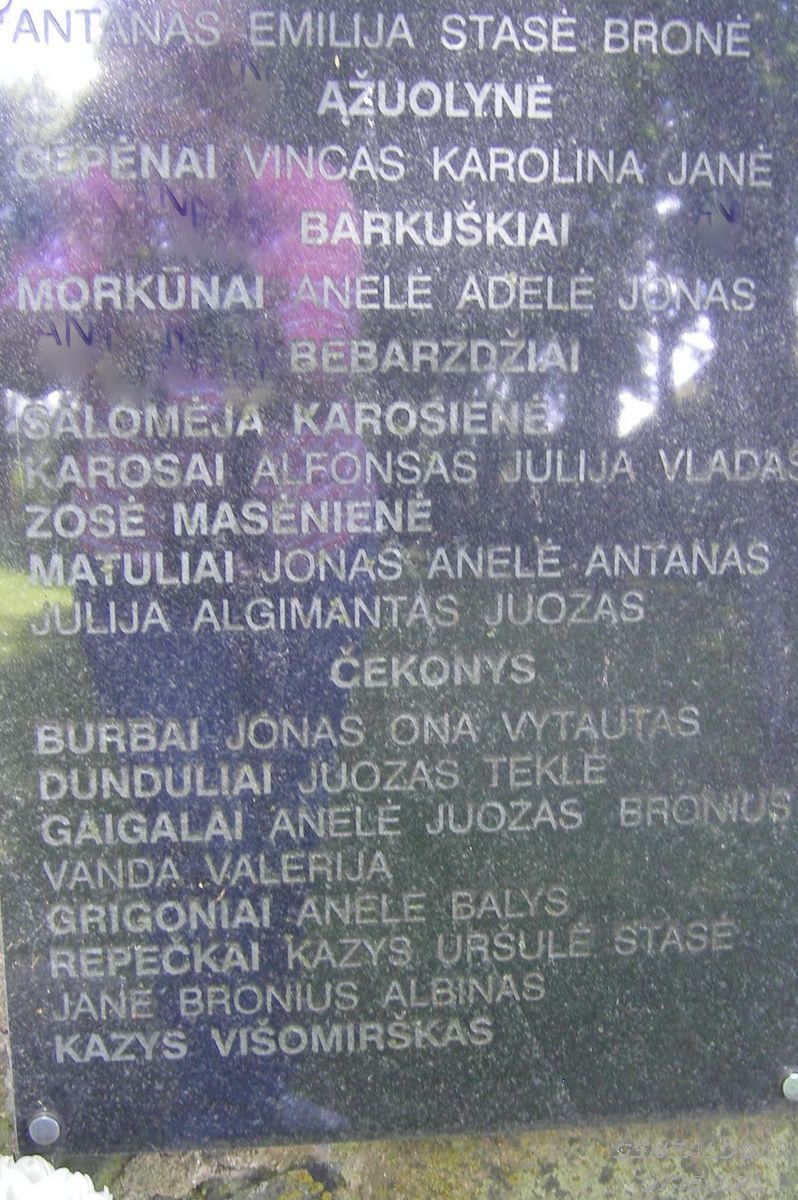 ANTANAS EMILIJA STASĖ BRONĖ
ĄŽUOLYNĖ
ČEPĖNAI VINCAS KAROLINA JANĖ
BARKUŠKIAI
MORKŪNAI ANELĖ ADELĖ JONAS
BEBARZDŽIAI
SALOMĖJA KAROSIENĖ
KAROSAI ALFONSAS JULIJA VLADAS
ZOSĖ MASĖNIENĖ
MATULIAI JONAS ANELĖ ANTANAS
JULIJA ALGIMANTAS JUOZAS
ČEKONYS
BURBAI JONAS ONA VYTAUTAS
DUNDULIAI JUOZAS TEKLĖ
GAIGALAI ANELĖ JUOZAS BRONIUS
VANDA VALERIJA
GRIGONIAI ANELĖ BALYS
REPEČKAI KAZYS URŠULĖ STASĖ
JANĖ BRONIUS ALBINAS
KAZYS VIŠOMIRŠKAS